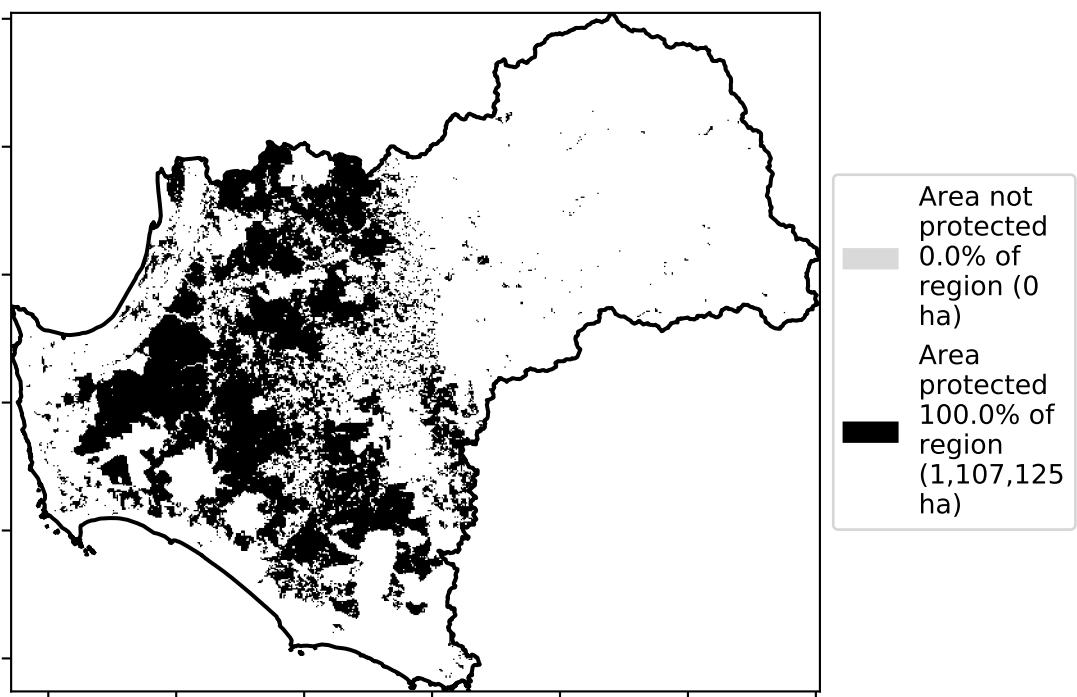 Area not
protected
0.0% of
region (0
ha)
Area
protected
100.0% of
region
(1,107,125
ha)